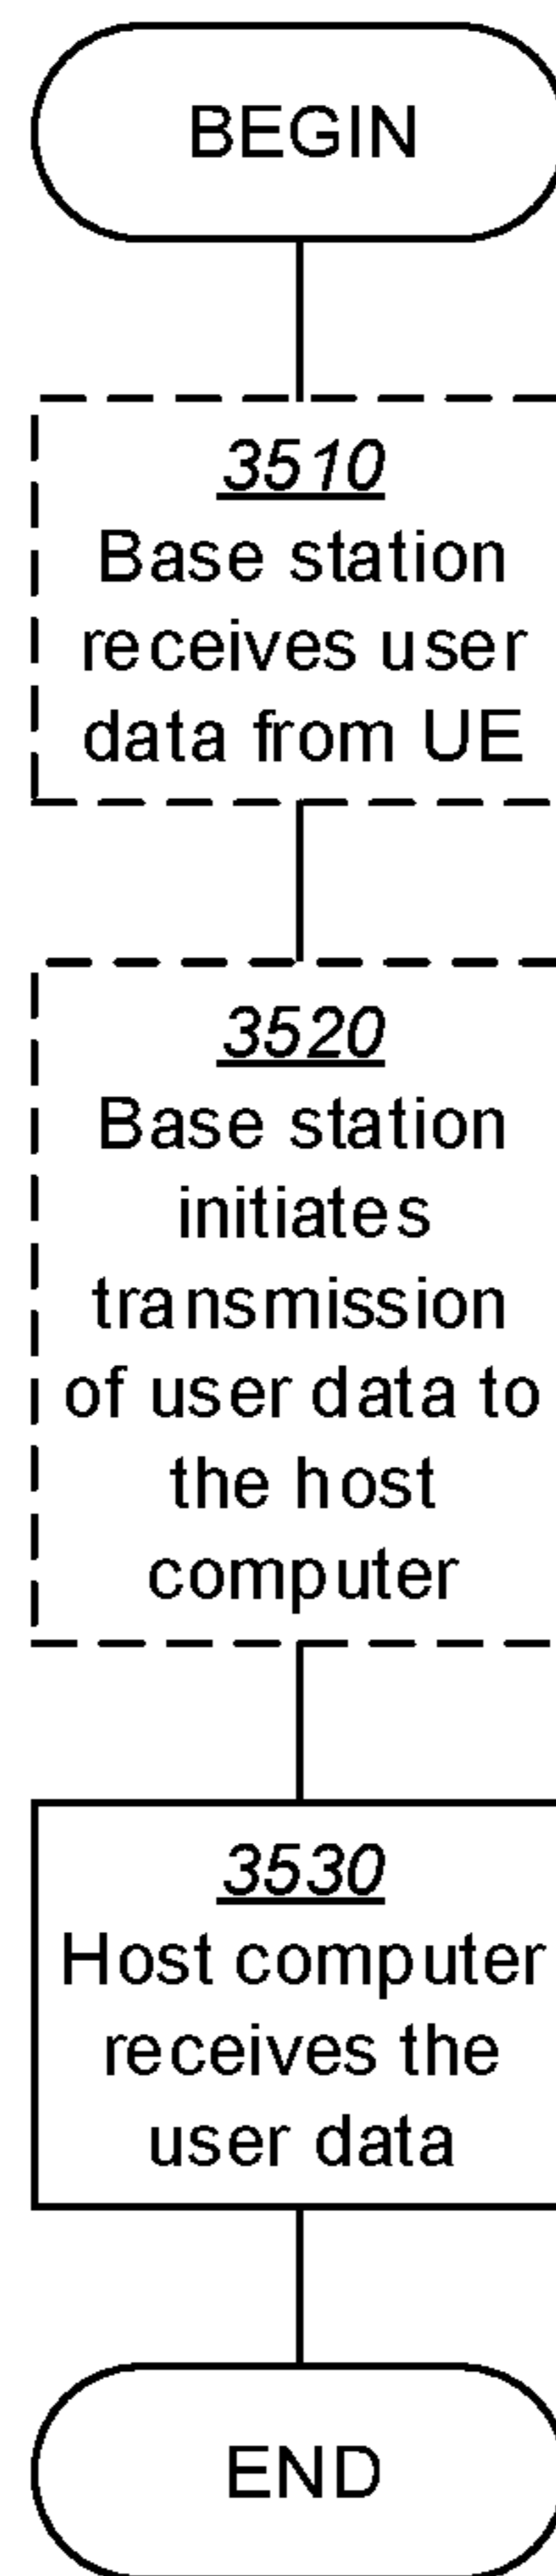 BEGIN
3510
Base station
receives user
data from UE
3520
Base station
initiates
transmission
of user data to
the host
computer
3530
Host computer
receives the
user data
END